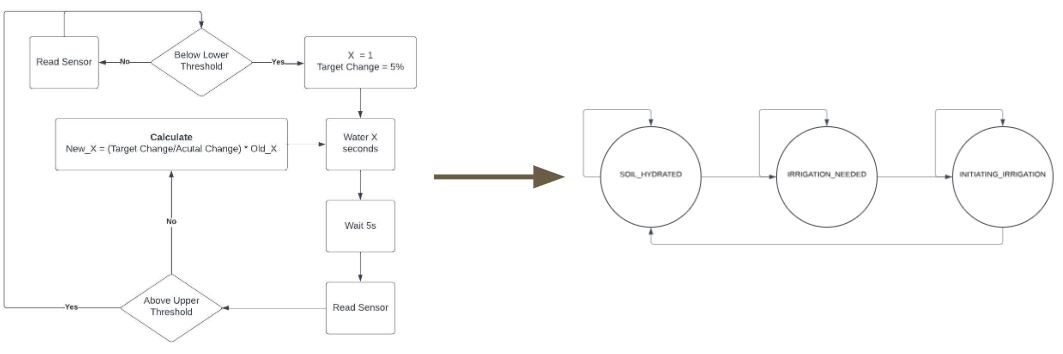 Below Lower
Threshold
Read Sensor
No
Yes
X = 1
Target Change = 5%
Calculate
New_X = (Target Change/Acutal Change) * Old_X
Water X
seconds
Wait 5s
Read Sensor
Above Upper
Threshold
No
Yes
SOIL_HYDRATED
IRRIGATION_NEEDED
INITIATING_IRRIGATION